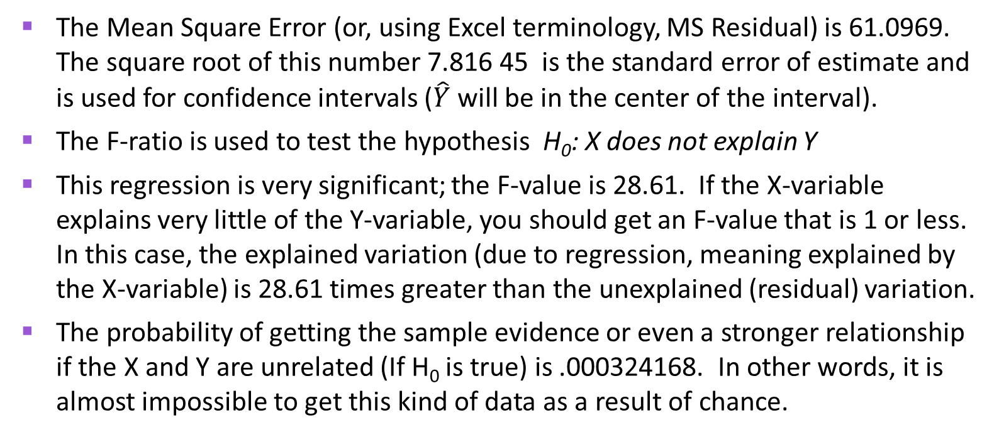 ▪ The Mean Square Error (or, using Excel terminology, MS Residual) is 61.0969.
The square root of this number 7.816 45  is the standard error of estimate and
is used for confidence intervals (Ŷ will be in the center of the interval).
▪ The F-ratio is used to test the hypothesis  H₀: X does not explain Y
▪ This regression is very significant; the F-value is 28.61.  If the X-variable
explains very little of the Y-variable, you should get an F-value that is 1 or less.
In this case, the explained variation (due to regression, meaning explained by
the X-variable) is 28.61 times greater than the unexplained (residual) variation.
▪ The probability of getting the sample evidence or even a stronger relationship
if the X and Y are unrelated (If H₀ is true) is .000324168.  In other words, it is
almost impossible to get this kind of data as a result of chance.